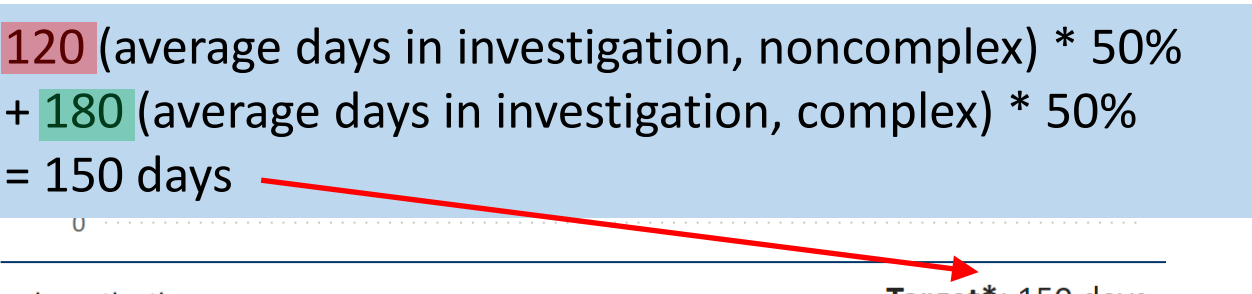 120 (average days in investigation, noncomplex) * 50%
+ 180 (average days in investigation, complex) * 50%
= 150 days
0
Target*: 150 days